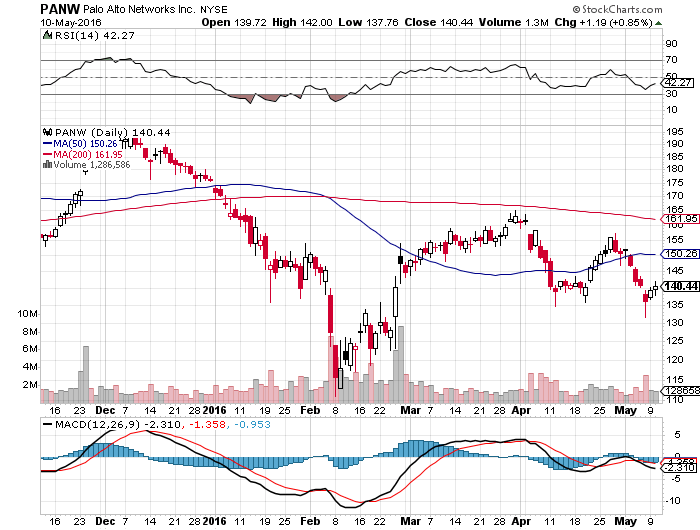 PANW Palo Alto Networks Inc. NYSE
© StockCharts.com
10-May-2016
Open 139.72 High 142.00 Low 137.76 Close 140.44 Volume 1.3M Chg +1.19 (+0.85%)
RSI(14) 42.27
90
70
50
42.27
30
10
PANW (Daily) 140.44
MA(50) 150.26
MA(200) 161.95
Volume 1,286,586
195
190
185
180
175
170
165
161.95
160
155
150.26
145
140.44
135
130
125
120
115
110
10M
8M
6M
4M
2M
16 23 Dec 7 14 21 28 2016 11 19 25 Feb 8 16 22 Mar 7 14 21 28 Apr 11 18 25 May 9
MACD(12,26,9) -2.310, -1.358, -0.953
5
0
-2.310
-5
-10
16 23 Dec 7 14 21 28 2016 11 19 25 Feb 8 16 22 Mar 7 14 21 28 Apr 11 18 25 May 9